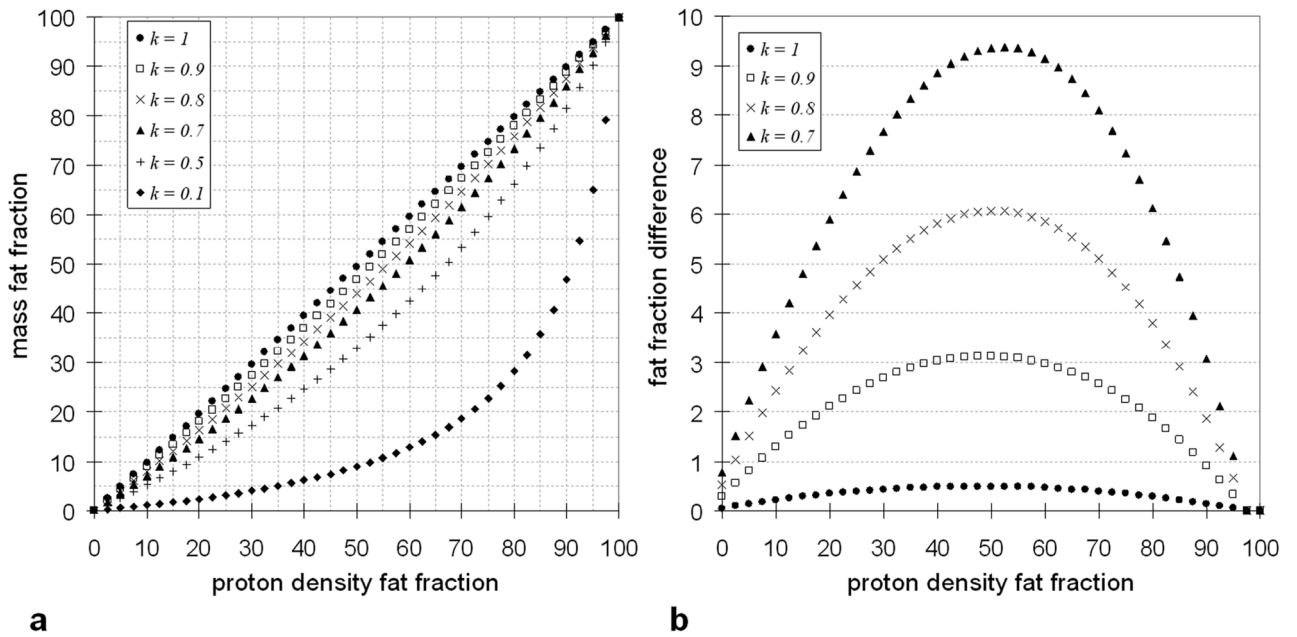 100
90
80
70
60
50
40
30
20
10
0
mass fat fraction
k = 1
k = 0.9
k = 0.8
k = 0.7
k = 0.5
k = 0.1
0 10 20 30 40 50 60 70 80 90 100
proton density fat fraction
a
10
9
8
7
6
5
4
3
2
1
0
fat fraction difference
k = 1
k = 0.9
k = 0.8
k = 0.7
0 10 20 30 40 50 60 70 80 90 100
proton density fat fraction
b